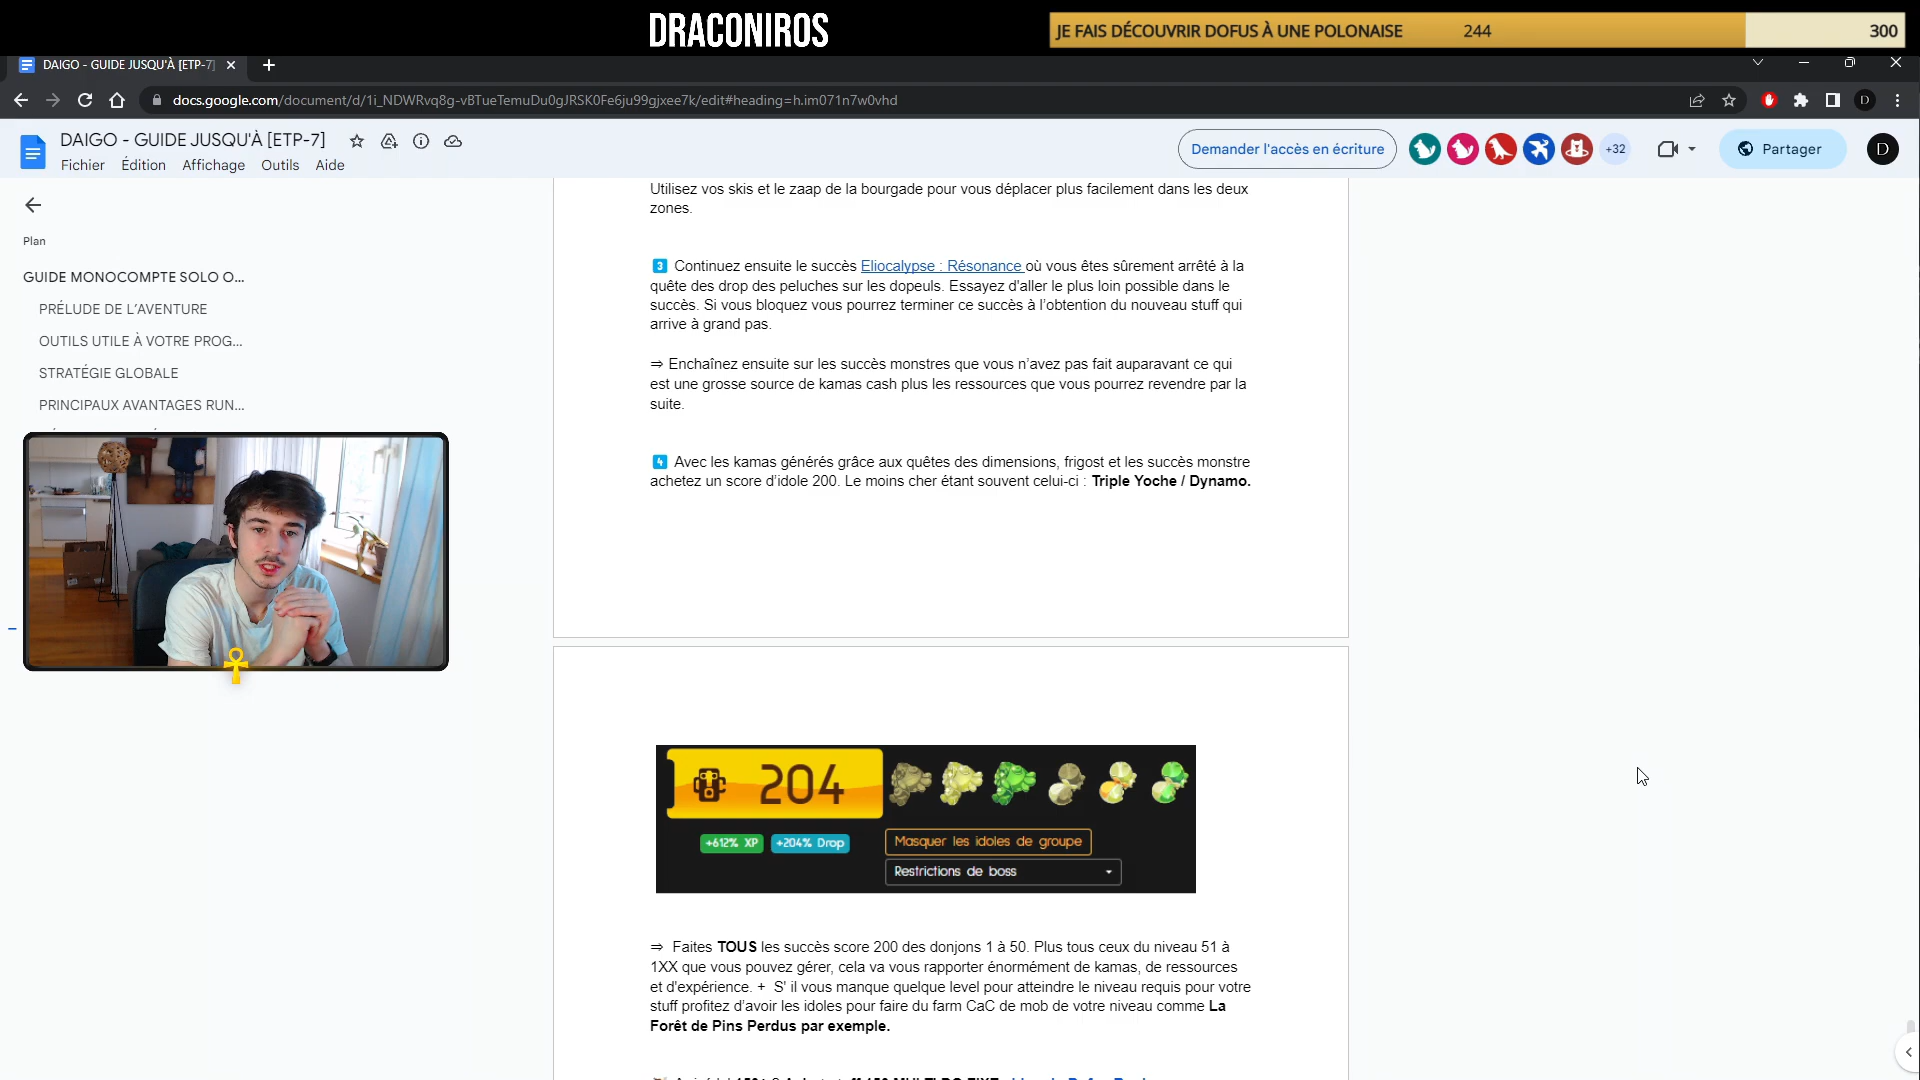 DRACONIROS
JE FAIS DÉCOUVRIR DOFUS À UNE POLONAISE 244 300
DAIGO - GUIDE JUSQU'À [ETP-7]
docs.google.com/document/d/1i_NDWRvq8g-vBTueTemuDu0gJRSK0Fe6ju99gjxee7k/edit#heading=h.im071n7w0vhd
DAIGO - GUIDE JUSQU'À [ETP-7]
Fichier Édition Affichage Outils Aide
Demander l'accès en écriture
+32
Partager
D
Plan
GUIDE MONOCOMPTE SOLO O...
PRÉLUDE DE L'AVENTURE
OUTILS UTILE À VOTRE PROG...
STRATÉGIE GLOBALE
PRINCIPAUX AVANTAGES RUN...
Utilisez vos skis et le zaap de la bourgade pour vous déplacer plus facilement dans les deux
zones.
3 Continuez ensuite le succès Eliocalypse : Résonance où vous êtes sûrement arrêté à la
quête des drop des peluches sur les dopeuls. Essayez d'aller le plus loin possible dans le
succès. Si vous bloquez vous pourrez terminer ce succès à l'obtention du nouveau stuff qui
arrive à grand pas.
⇒ Enchaînez ensuite sur les succès monstres que vous n'avez pas fait auparavant ce qui
est une grosse source de kamas cash plus les ressources que vous pourrez revendre par la
suite.
4 Avec les kamas générés grâce aux quêtes des dimensions, frigost et les succès monstre
achetez un score d'idole 200. Le moins cher étant souvent celui-ci : Triple Yoche / Dynamo.
204
+612% XP +204% Drop
Masquer les idoles de groupe
Restrictions de boss
⇒ Faites TOUS les succès score 200 des donjons 1 à 50. Plus tous ceux du niveau 51 à
1XX que vous pouvez gérer, cela va vous rapporter énormément de kamas, de ressources
et d'expérience. + S' il vous manque quelque level pour atteindre le niveau requis pour votre
stuff profitez d'avoir les idoles pour faire du farm CaC de mob de votre niveau comme La
Forêt de Pins Perdus par exemple.